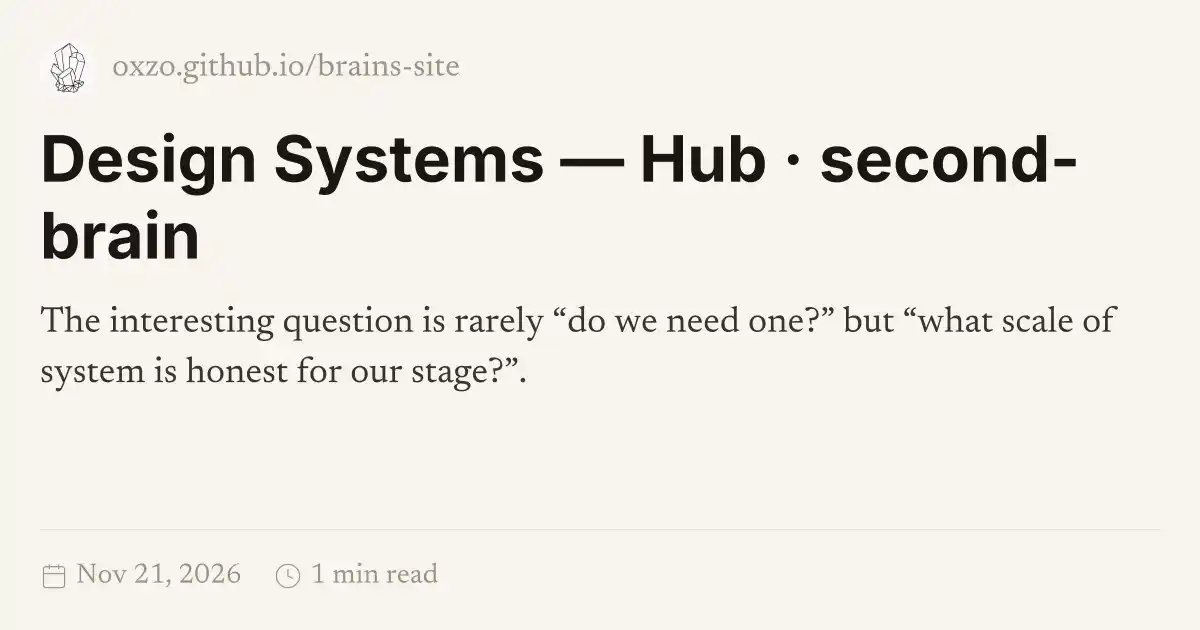 oxzo.github.io/brains-site
Design Systems — Hub · second-
brain
The interesting question is rarely “do we need one?” but “what scale of
system is honest for our stage?”.
Nov 21, 2026 1 min read